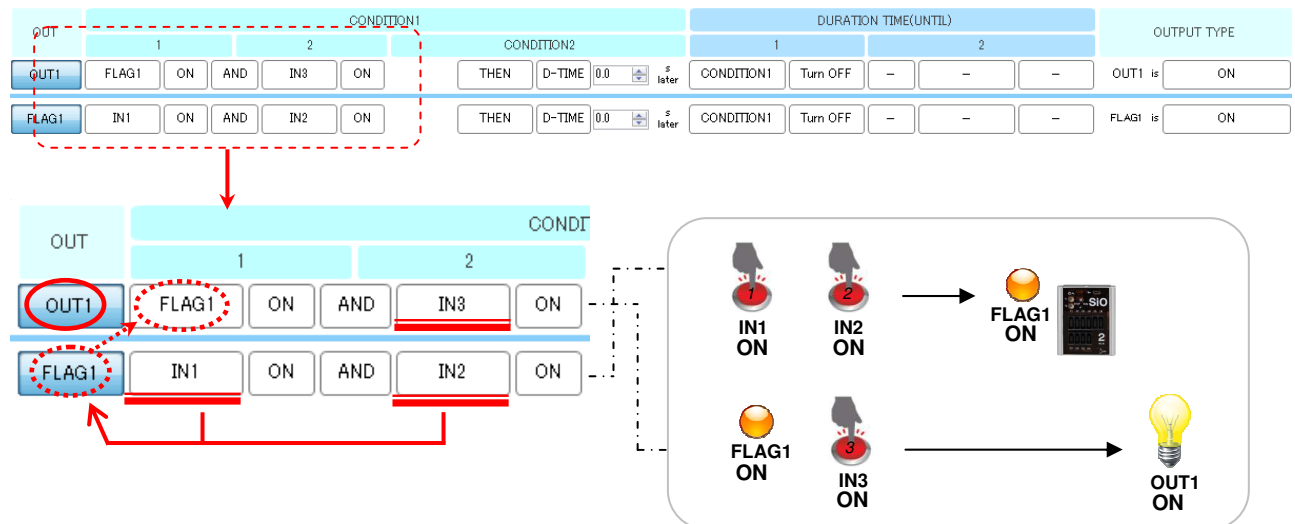 OUT CONDITION1 DURATION TIME(UNTIL) OUTPUT TYPE
1 2 CONDITION2 1 2
OUT1 FLAG1 ON AND IN3 ON THEN D-TIME 0.0 s later CONDITION1 Turn OFF - - - OUT1 is ON
FLAG1 IN1 ON AND IN2 ON THEN D-TIME 0.0 s later CONDITION1 Turn OFF - - - FLAG1 is ON
OUT CONDIT
1 2
OUT1 FLAG1 ON AND IN3 ON
FLAG1 IN1 ON AND IN2 ON
1 2
SiO
2
IN1
ON
IN2
ON
FLAG1
ON
3
FLAG1
ON
IN3
ON
OUT1
ON